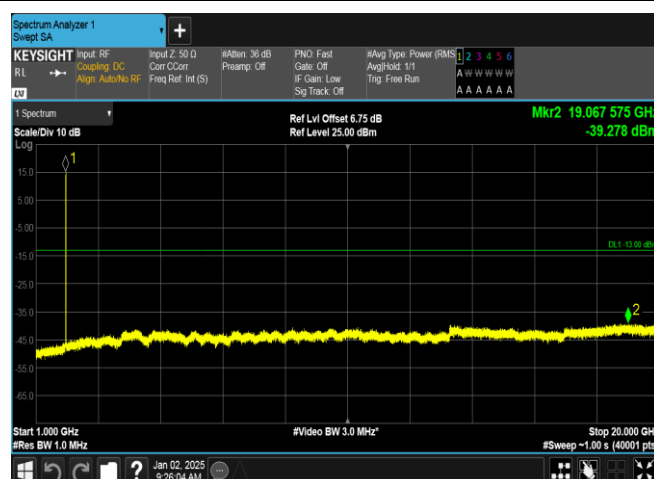 Spectrum Analyzer 1
Swept SA
+
KEYSIGHT
RL
LXI
Input: RF
Coupling: DC
Align: Auto/No RF
Input Z: 50 Ω
Corr CCorr
Freq Ref: Int (S)
#Atten: 36 dB
Preamp: Off
PNO: Fast
Gate: Off
IF Gain: Low
Sig Track: Off
#Avg Type: Power (RMS
Avg|Hold: 1/1
Trig: Free Run
1 2 3 4 5 6
A W W W W W
A A A A A A
1 Spectrum
Scale/Div 10 dB
Ref Lvl Offset 6.75 dB
Ref Level 25.00 dBm
Mkr2 19.067 575 GHz
-39.278 dBm
Log
1
15.0
5.00
-5.00
DL1 -13.00 dBm
-15.0
-25.0
2
-35.0
-45.0
-55.0
-65.0
Start 1.000 GHz
#Video BW 3.0 MHz*
Stop 20.000 GHz
#Res BW 1.0 MHz
#Sweep ~1.00 s (40001 pts)
?
Jan 02, 2025
9:26:04 AM